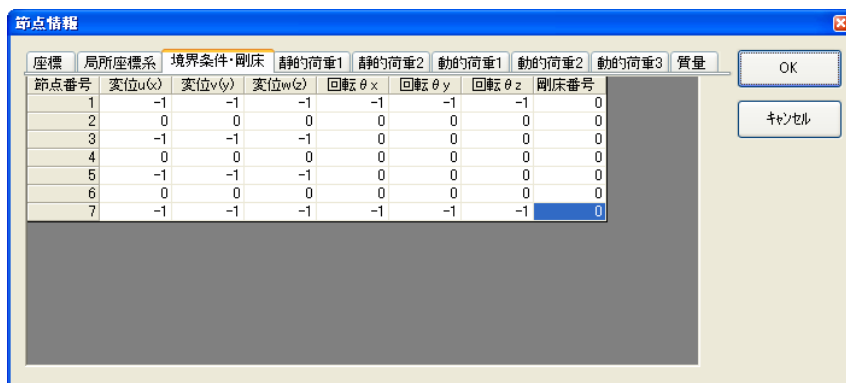 節点情報
座標 局所座標系 境界条件・剛床 静的荷重1 静的荷重2 動的荷重1 動的荷重2 動的荷重3 質量
OK
キャンセル
節点番号 変位u(x) 変位v(y) 変位w(z) 回転θx 回転θy 回転θz 剛床番号
1 -1 -1 -1 -1 -1 -1 0
2 0 0 0 0 0 0 0
3 -1 -1 -1 0 0 0 0
4 0 0 0 0 0 0 0
5 -1 -1 -1 0 0 0 0
6 0 0 0 0 0 0 0
7 -1 -1 -1 -1 -1 -1 0